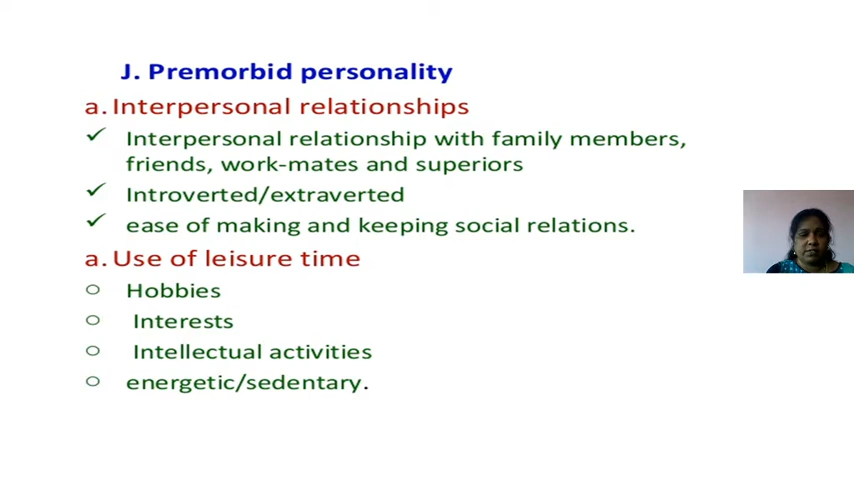 J. Premorbid personality
a. Interpersonal relationships
✓ Interpersonal relationship with family members,
friends, work-mates and superiors
✓ Introverted/extraverted
✓ ease of making and keeping social relations.
a. Use of leisure time
○ Hobbies
○ Interests
○ Intellectual activities
○ energetic/sedentary.